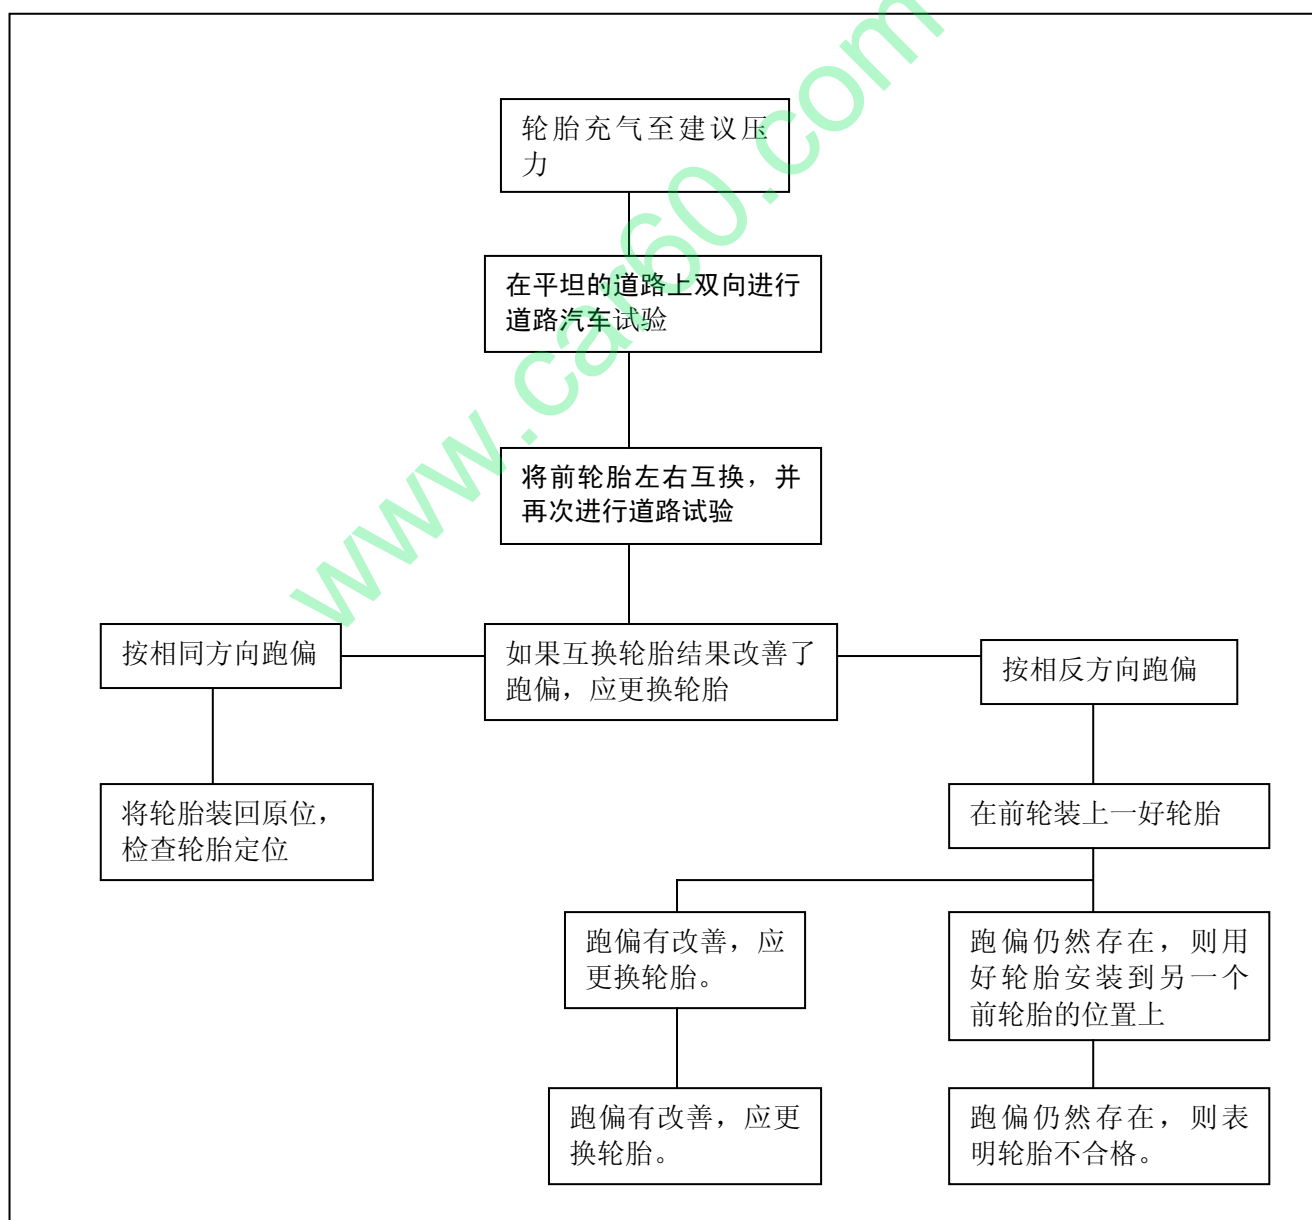 轮胎充气至建议压
力
在平坦的道路上双向进行
道路汽车试验
将前轮胎左右互换，并
再次进行道路试验
按相同方向跑偏
如果互换轮胎结果改善了
跑偏，应更换轮胎
按相反方向跑偏
将轮胎装回原位，
检查轮胎定位
在前轮装上一好轮胎
跑偏有改善，应
更换轮胎。
跑偏仍然存在，则用
好轮胎安装到另一个
前轮胎的位置上
跑偏有改善，应更
换轮胎。
跑偏仍然存在，则表
明轮胎不合格。
www.car60.com